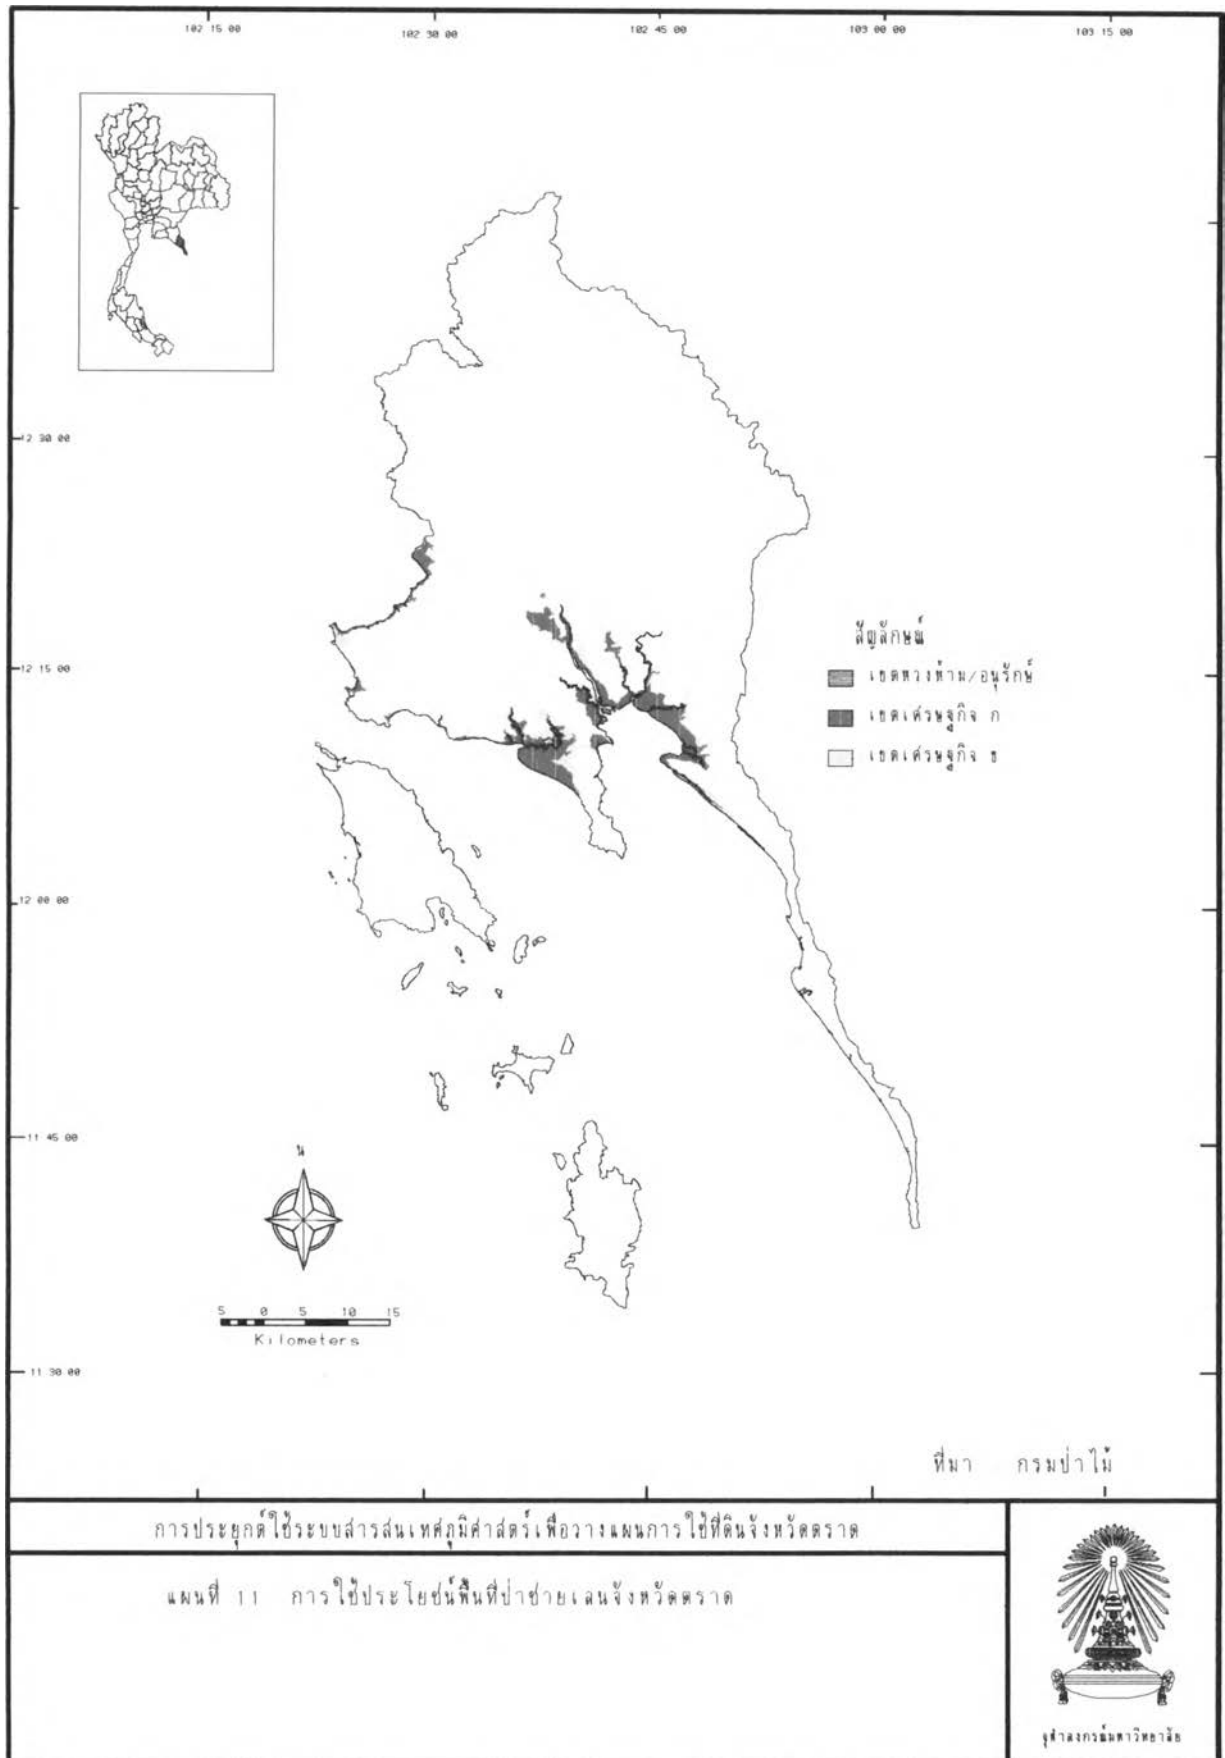 102 15 00
102 30 00
102 45 00
103 00 00
103 15 00
12 30 00
สัญลักษณ์
12 15 00
เขตหวงห้าม/อนุรักษ์
เขตเศรษฐกิจ ก
เขตเศรษฐกิจ ข
12 00 00
11 45 00
น
5 0 5 10 15
Kilometers
11 30 00
ที่มา กรมป่าไม้
การประยุกต์ใช้ระบบสารสนเทศภูมิศาสตร์เพื่อวางแผนการใช้ที่ดินจังหวัดตราด
แผนที่ 11 การใช้ประโยชน์พื้นที่ป่าชายเลนจังหวัดตราด
จุฬาลงกรณ์มหาวิทยาลัย